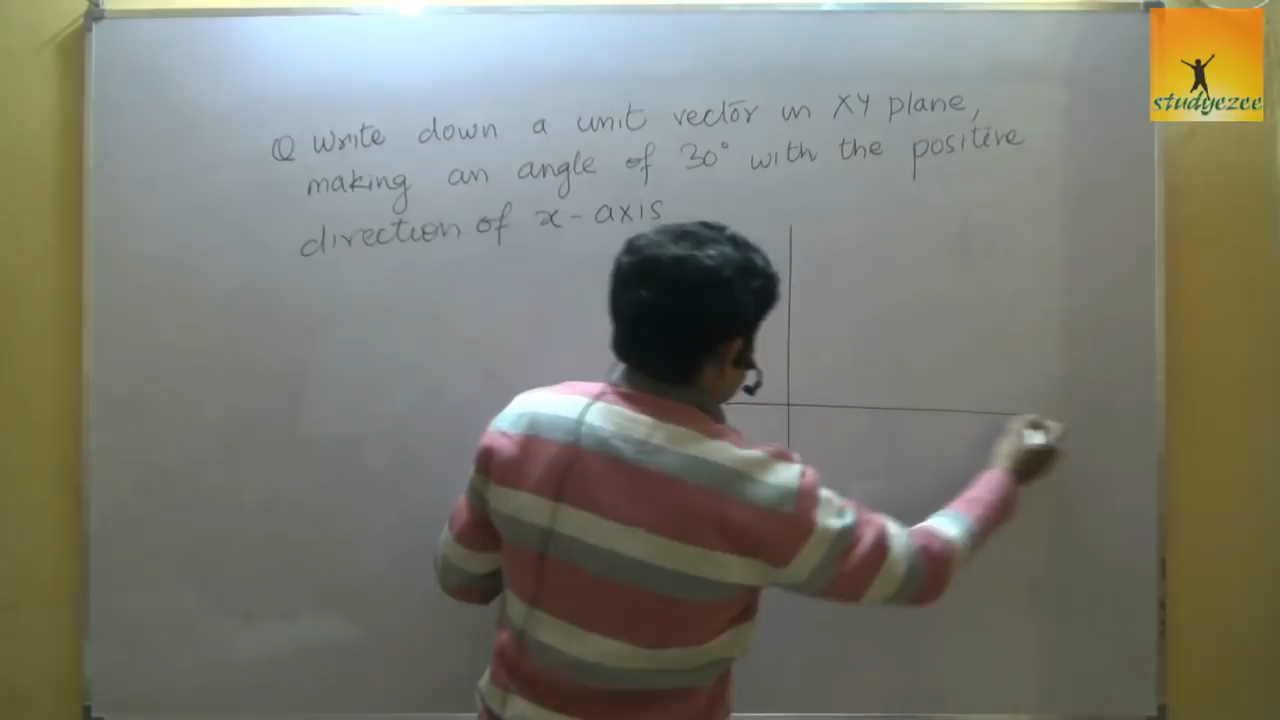 Q Write down a unit vector in XY plane,
making an angle of 30° with the positive
direction of x-axis
studyezee